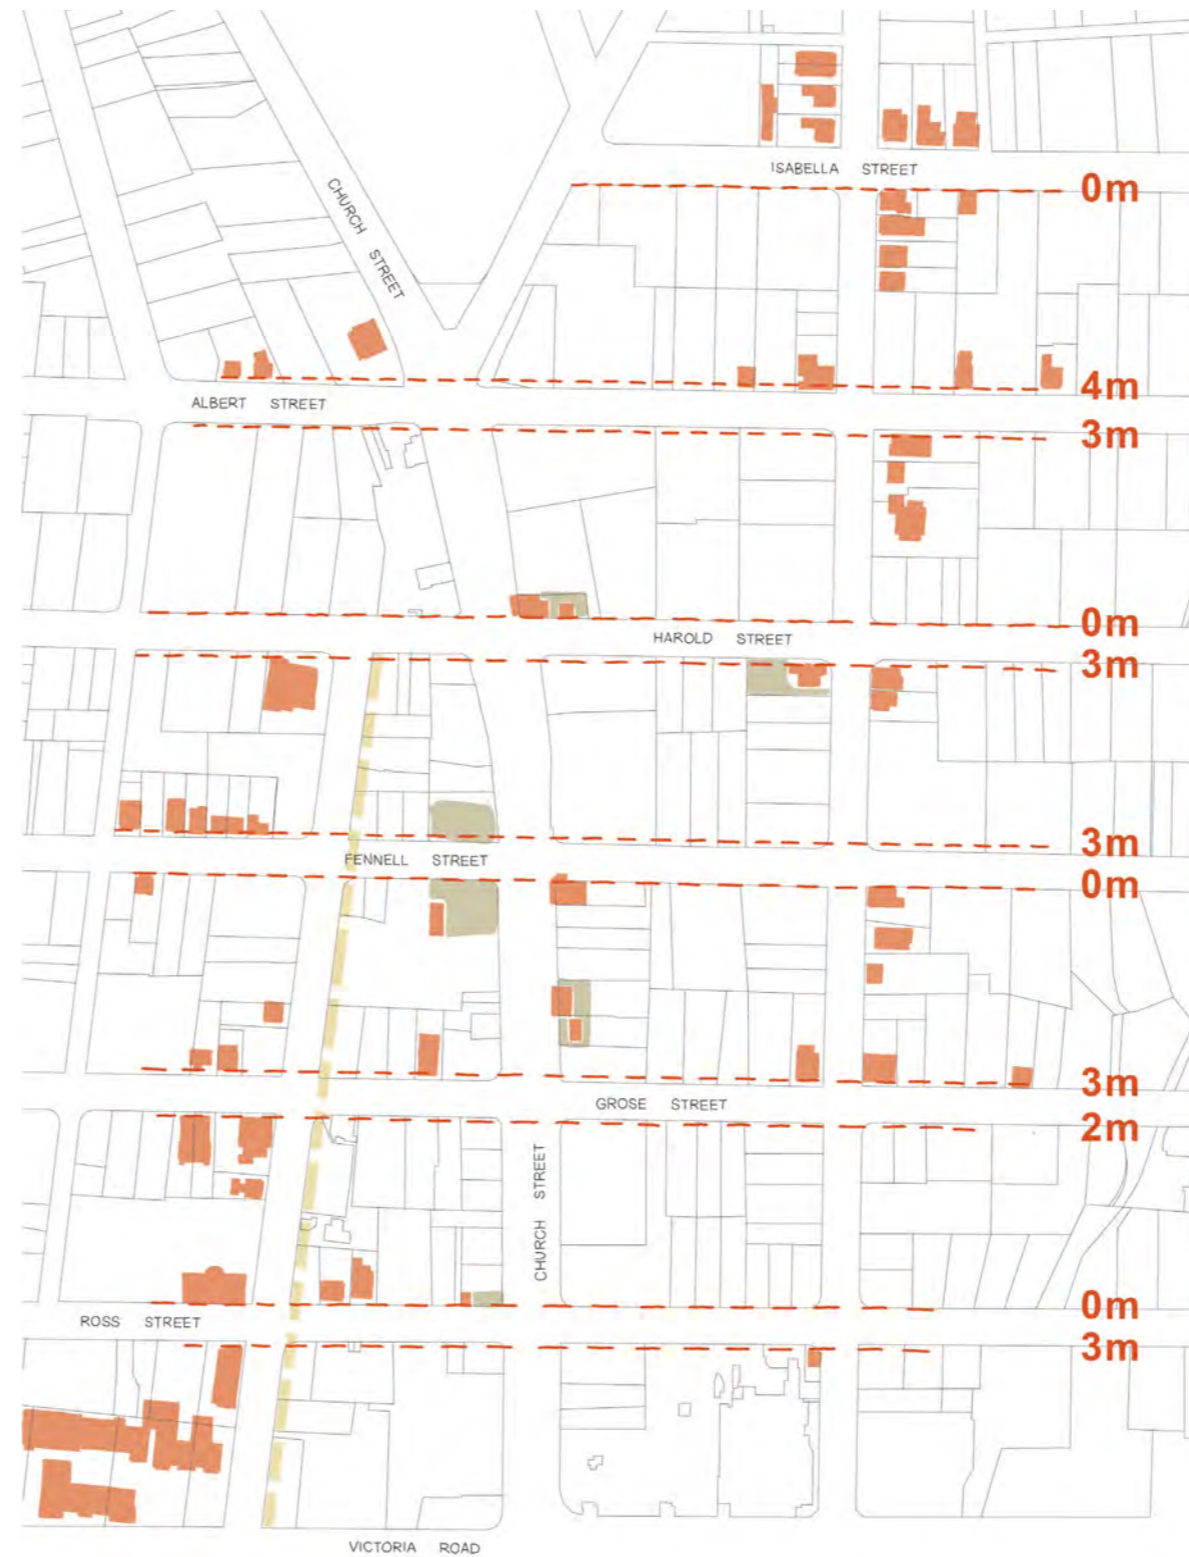 ISABELLA STREET
0m
CHURCH STREET
4m
ALBERT STREET
3m
0m
HAROLD STREET
3m
3m
FENNELL STREET
0m
3m
GROSE STREET
2m
CHURCH STREET
0m
ROSS STREET
3m
VICTORIA ROAD